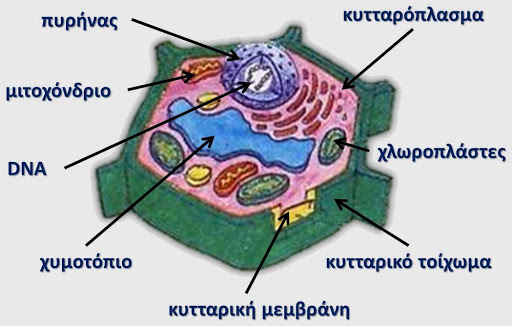 πυρήνας
κυτταρόπλασμα
μιτοχόνδριο
χλωροπλάστες
DNA
χυμοτόπιο
κυτταρικό τοίχωμα
κυτταρική μεμβράνη